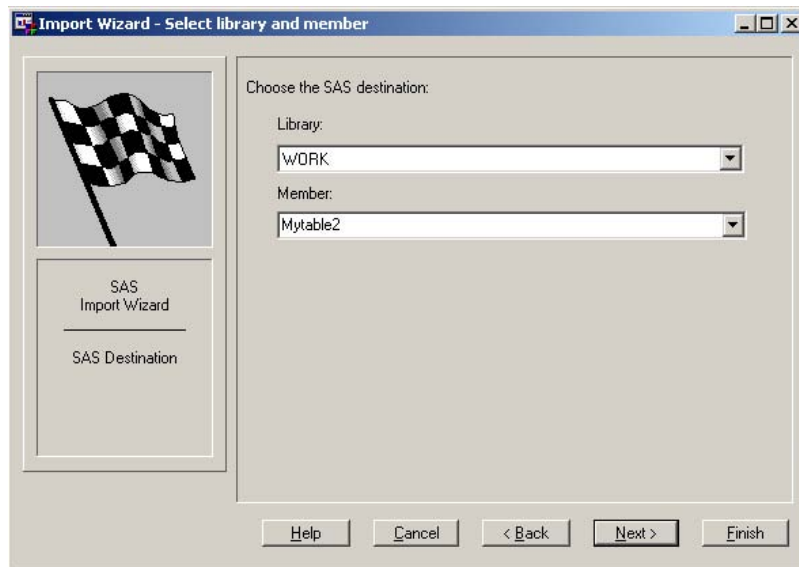 Import Wizard - Select library and member
Choose the SAS destination:
Library:
WORK
Member:
Mytable2
SAS
Import Wizard
SAS Destination
Help
Cancel
< Back
Next >
Finish